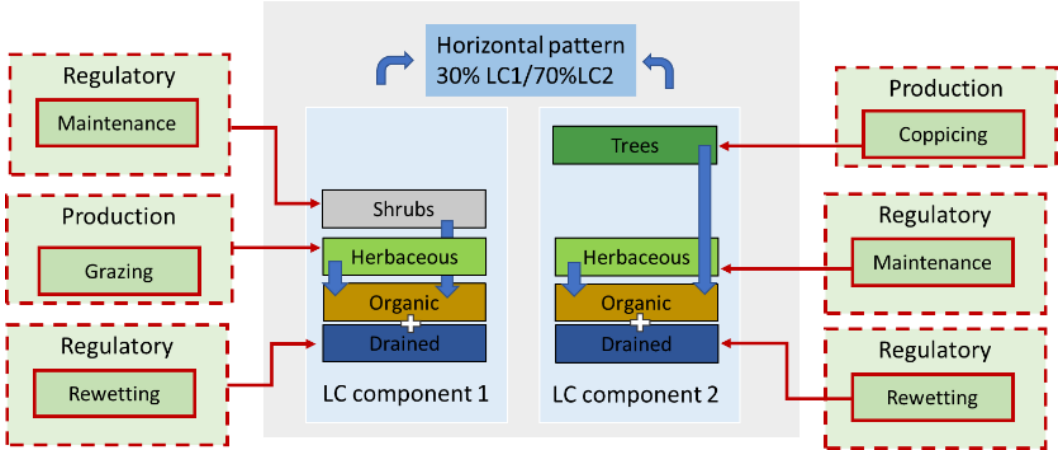 Horizontal pattern
30% LC1/70%LC2
Regulatory
Maintenance
Production
Grazing
Regulatory
Rewetting
Shrubs
Herbaceous
Organic
+
Drained
LC component 1
Trees
Herbaceous
Organic
+
Drained
LC component 2
Production
Coppicing
Regulatory
Maintenance
Regulatory
Rewetting